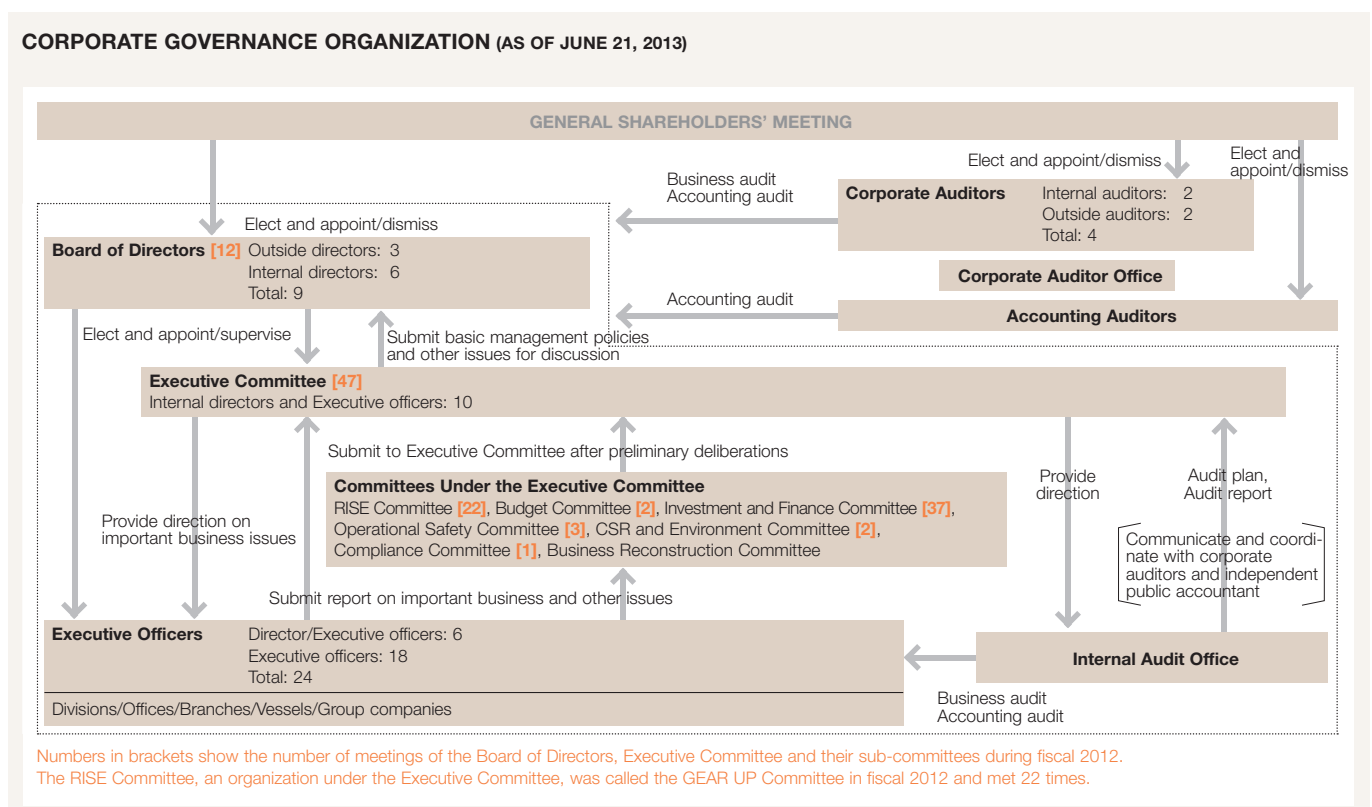 CORPORATE GOVERNANCE ORGANIZATION (AS OF JUNE 21, 2013)
GENERAL SHAREHOLDERS' MEETING
Elect and appoint/dismiss
Elect and
appoint/dismiss
Business audit
Accounting audit
Corporate Auditors
Internal auditors: 2
Outside auditors: 2
Total: 4
Elect and appoint/dismiss
Board of Directors [12] Outside directors: 3
Internal directors: 6
Total: 9
Corporate Auditor Office
Accounting audit
Accounting Auditors
Elect and appoint/supervise
Submit basic management policies
and other issues for discussion
Executive Committee [47]
Internal directors and Executive officers: 10
Submit to Executive Committee after preliminary deliberations
Committees Under the Executive Committee
RISE Committee [22], Budget Committee [2], Investment and Finance Committee [37],
Operational Safety Committee [3], CSR and Environment Committee [2],
Compliance Committee [1], Business Reconstruction Committee
Provide direction on
important business issues
Provide
direction
Audit plan,
Audit report
Communicate and coordi-
nate with corporate
auditors and independent
public accountant
Submit report on important business and other issues
Executive Officers
Director/Executive officers: 6
Executive officers: 18
Total: 24
Divisions/Offices/Branches/Vessels/Group companies
Internal Audit Office
Business audit
Accounting audit
Numbers in brackets show the number of meetings of the Board of Directors, Executive Committee and their sub-committees during fiscal 2012.
The RISE Committee, an organization under the Executive Committee, was called the GEAR UP Committee in fiscal 2012 and met 22 times.